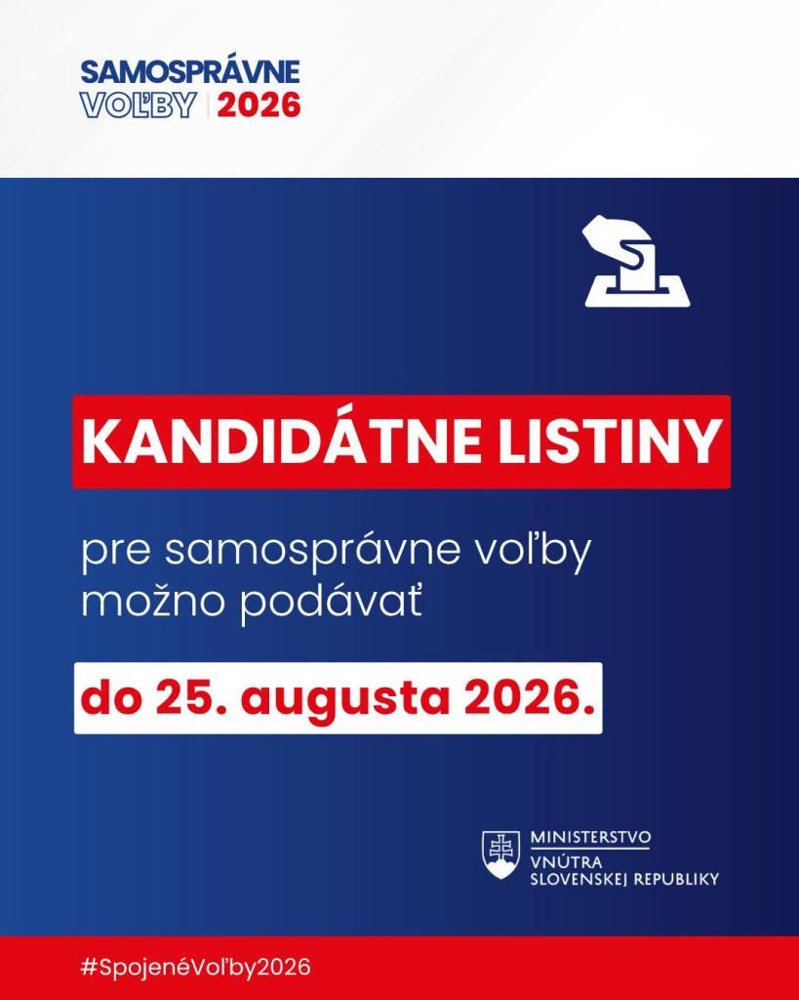 SAMOSPRÁVNE
VOĽBY | 2026
KANDIDÁTNE LISTINY
pre samosprávne voľby
možno podávať
do 25. augusta 2026.
MINISTERSTVO
VNÚTRA
SLOVENSKEJ REPUBLIKY
#SpojenéVoľby2026